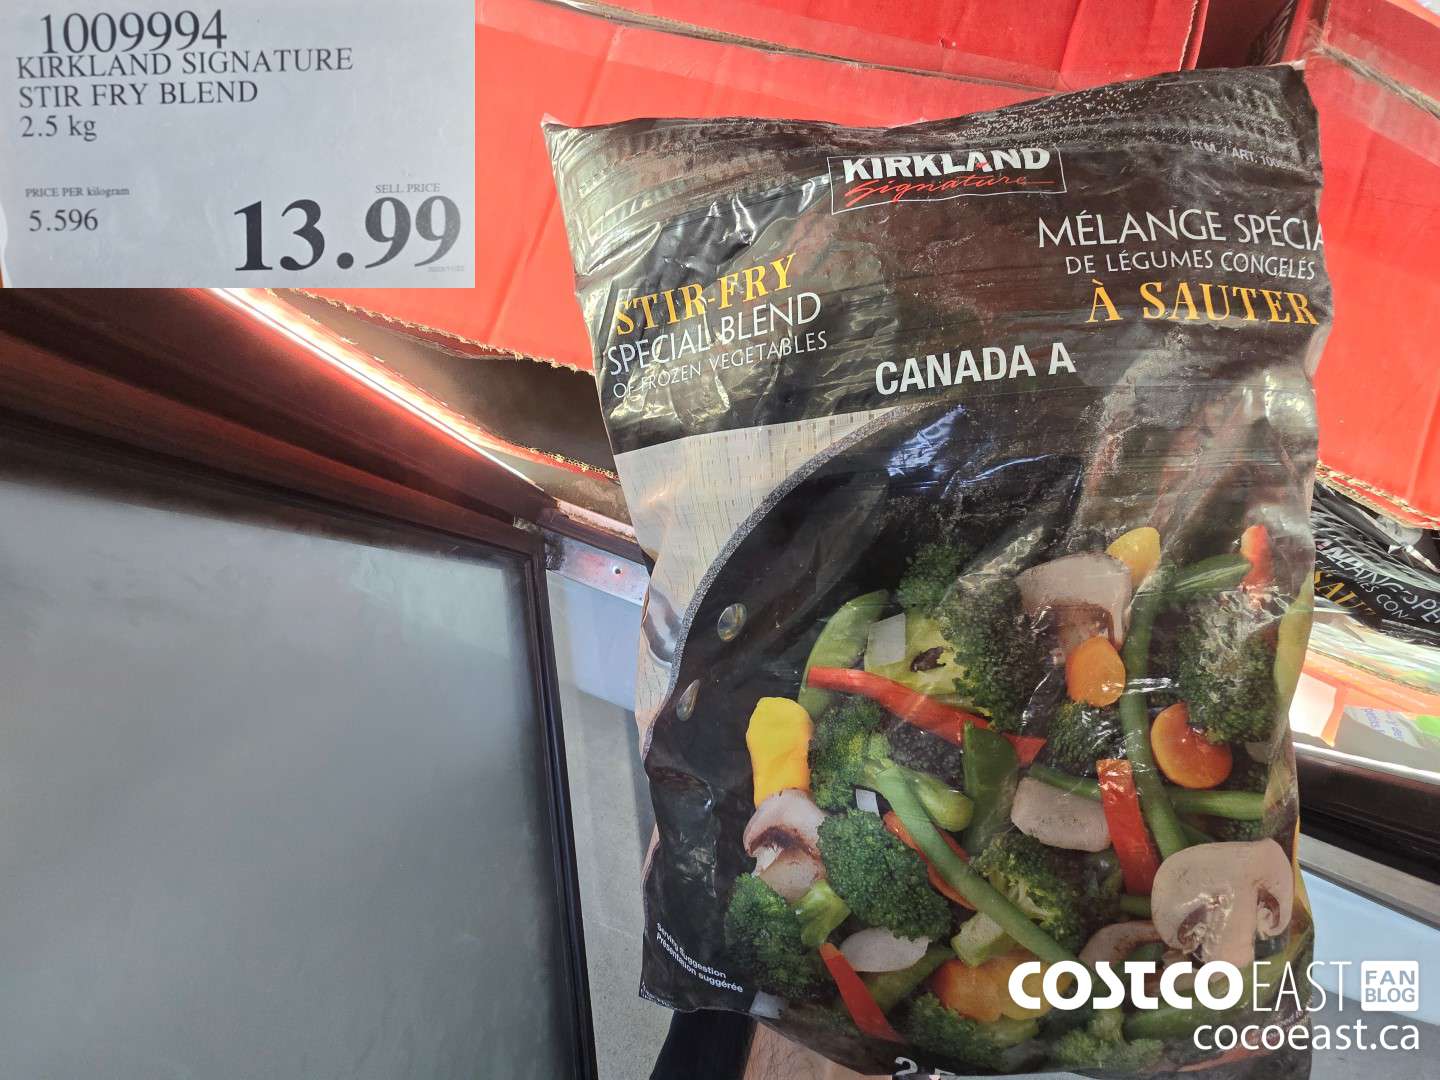 1009994
KIRKLAND SIGNATURE
STIR FRY BLEND
2.5 kg
PRICE PER kilogram
5.596
SELL PRICE
13.99
KIRKLAND
Signature
ITM. / ART.
STIR-FRY
SPECIAL BLEND
OF FROZEN VEGETABLES
MÉLANGE SPÉCIA
DE LÉGUMES CONGELÉS
À SAUTER
CANADA A
Serving Suggestion
Présentation suggérée
COSTCO EAST FAN BLOG
cocoeast.ca